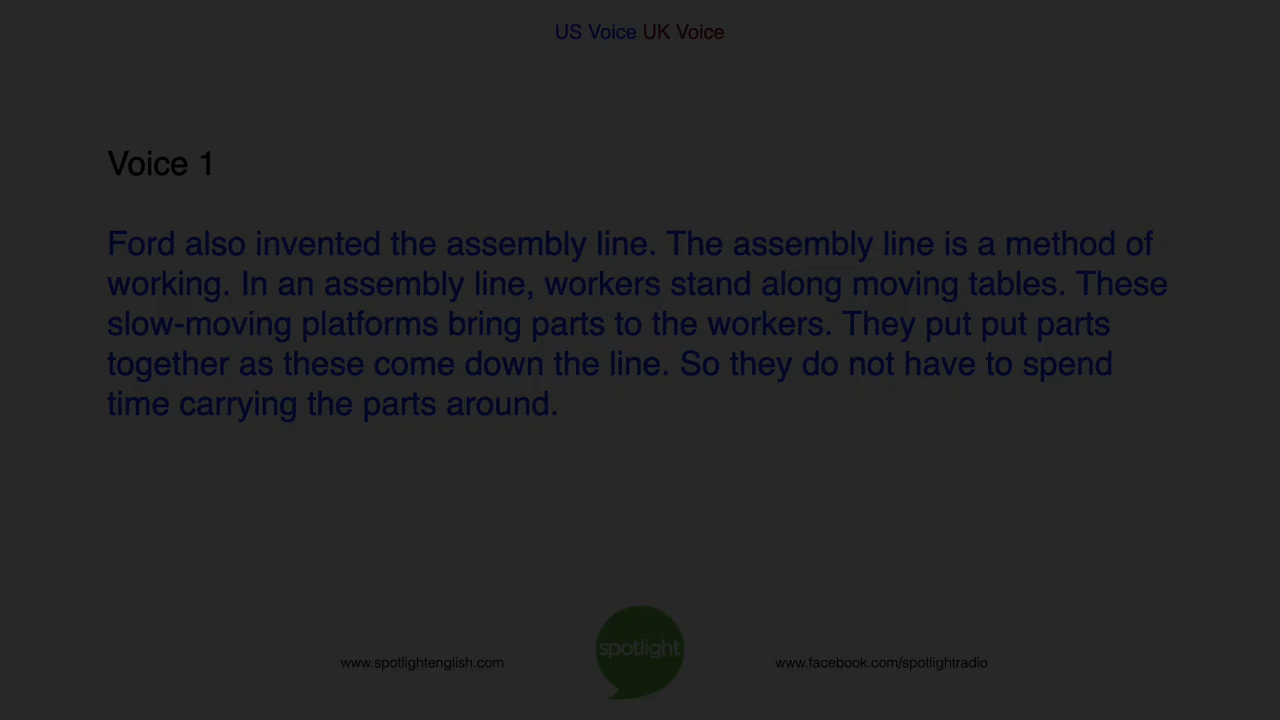 US Voice UK Voice
Voice 1
Ford also invented the assembly line. The assembly line is a method of
working. In an assembly line, workers stand along moving tables. These
slow-moving platforms bring parts to the workers. They put put parts
together as these come down the line. So they do not have to spend
time carrying the parts around.
spotlight
www.spotlightenglish.com
www.facebook.com/spotlightradio